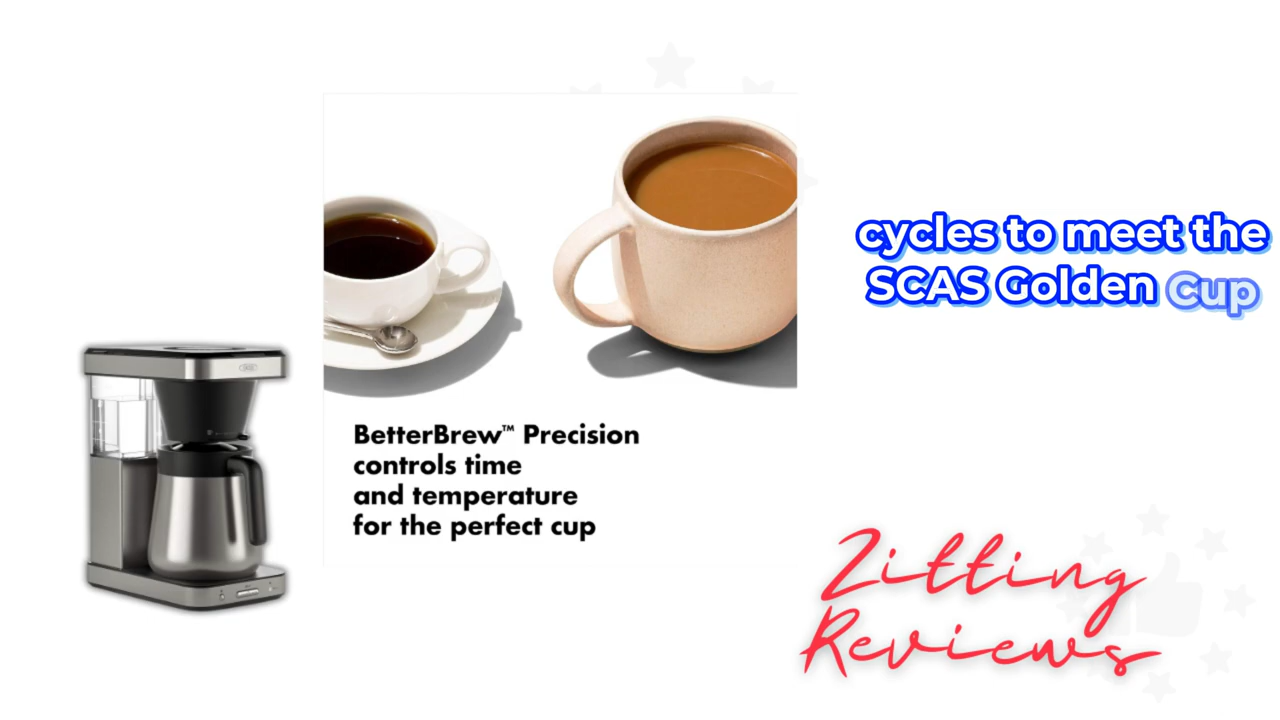 cycles to meet the
SCAS Golden Cup
BetterBrew™ Precision
controls time
and temperature
for the perfect cup
Zitting
Reviews